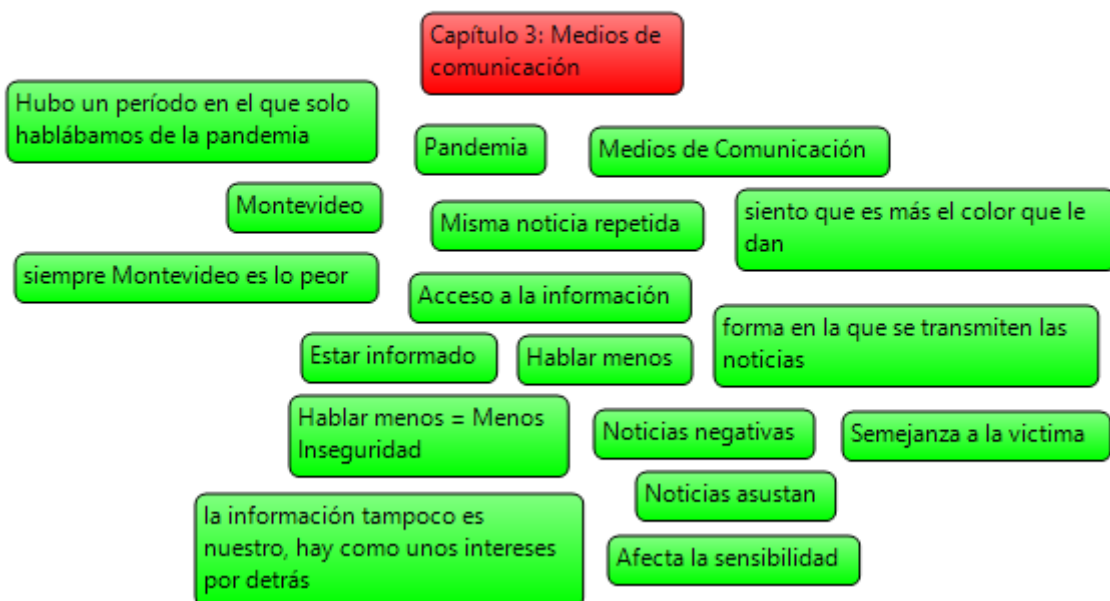 Capítulo 3: Medios de
comunicación
Hubo un período en el que solo
hablábamos de la pandemia
Pandemia
Medios de Comunicación
Montevideo
Misma noticia repetida
siento que es más el color que le
dan
siempre Montevideo es lo peor
Acceso a la información
forma en la que se transmiten las
noticias
Estar informado
Hablar menos
Hablar menos = Menos
Inseguridad
Noticias negativas
Semejanza a la victima
Noticias asustan
la información tampoco es
nuestro, hay como unos intereses
por detrás
Afecta la sensibilidad